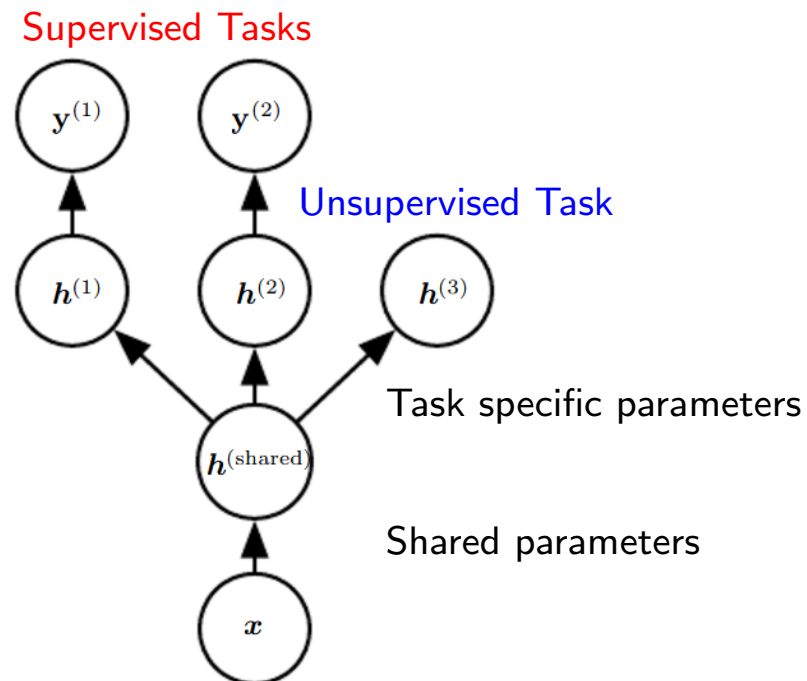 Supervised Tasks
y(1) y(2)
Unsupervised Task
h(1) h(2) h(3)
Task specific parameters
h(shared)
Shared parameters
x